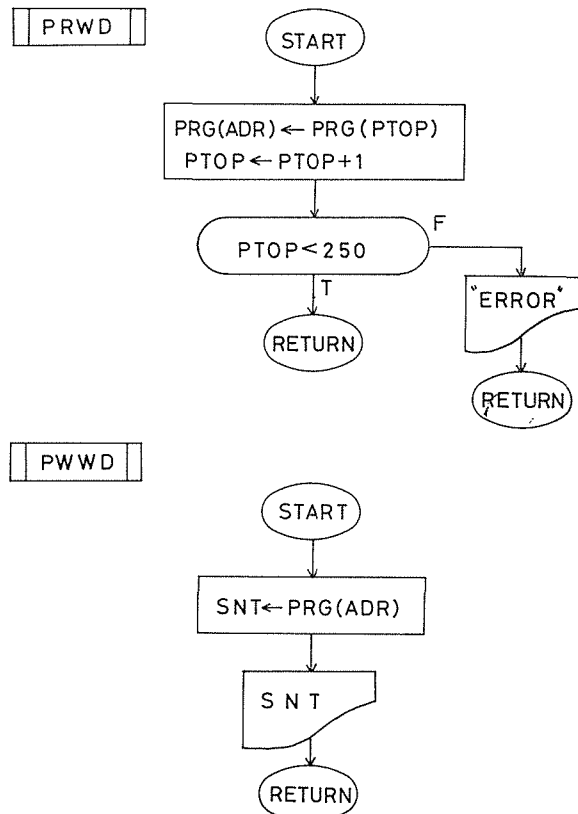 PRWD
START
PRG(ADR)←PRG(PTOP)
PTOP←PTOP+1
PTOP<250
F
T
"ERROR"
RETURN
RETURN
PWWD
START
SNT←PRG(ADR)
SNT
RETURN